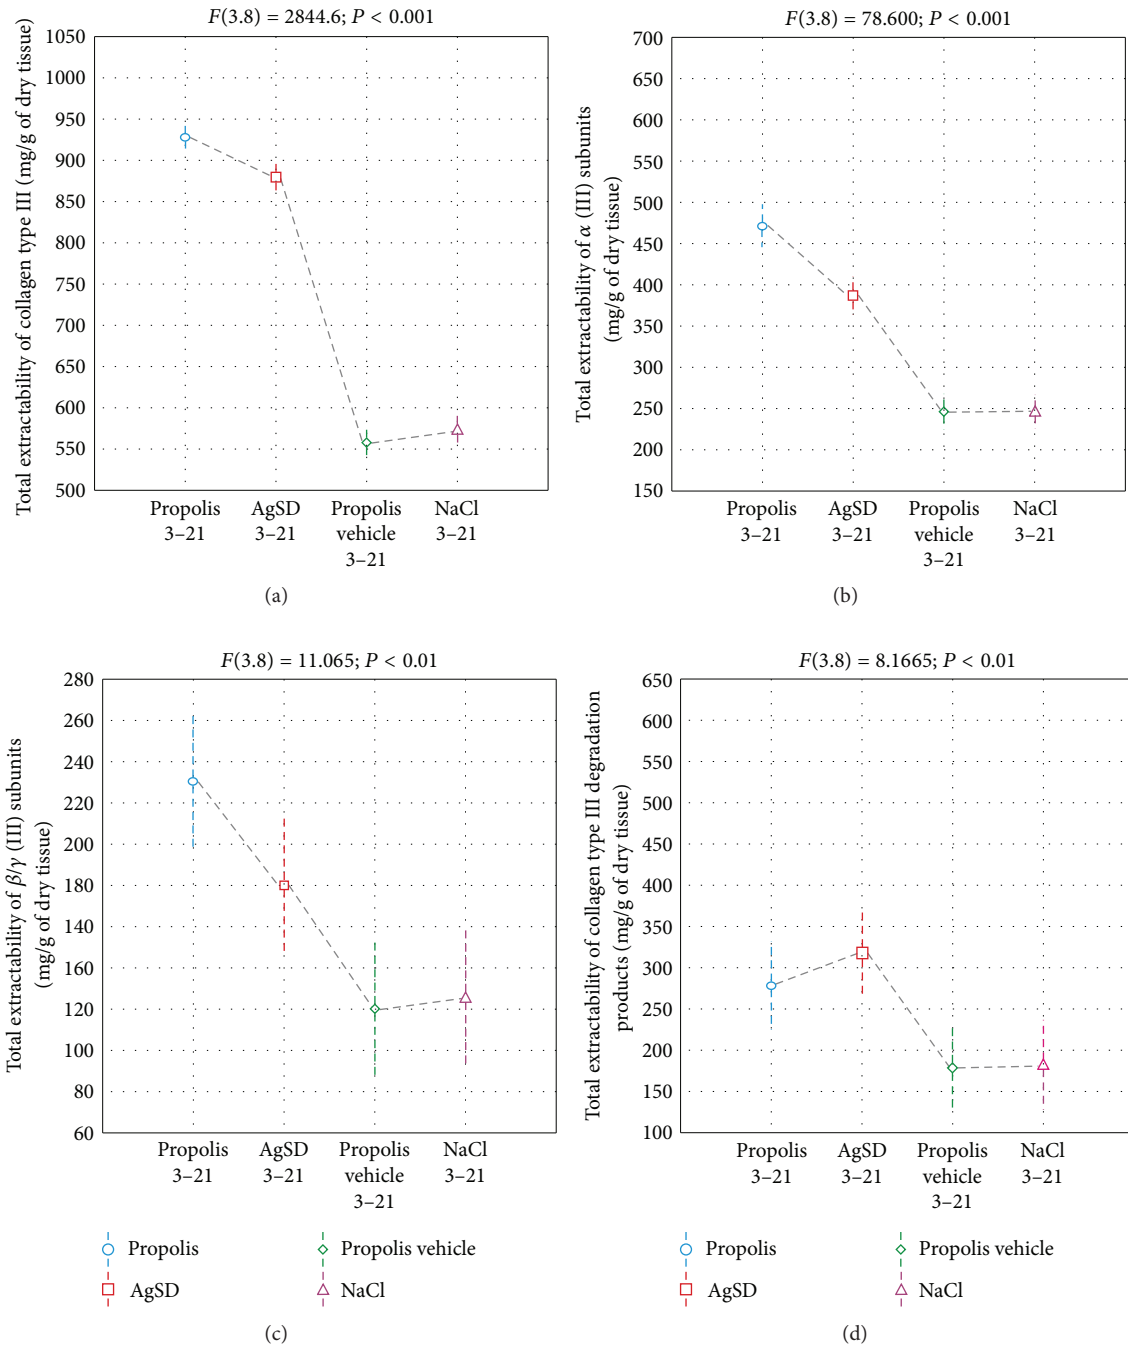 F(3.8) = 2844.6; P < 0.001
Total extractability of collagen type III (mg/g of dry tissue)
1050
1000
950
900
850
800
750
700
650
600
550
500
Propolis
3–21
AgSD
3–21
Propolis
vehicle
3–21
NaCl
3–21
(a)
F(3.8) = 78.600; P < 0.001
Total extractability of α (III) subunits
(mg/g of dry tissue)
700
650
600
550
500
450
400
350
300
250
200
150
Propolis
3–21
AgSD
3–21
Propolis
vehicle
3–21
NaCl
3–21
(b)
F(3.8) = 11.065; P < 0.01
Total extractability of β/γ (III) subunits
(mg/g of dry tissue)
280
260
240
220
200
180
140
160
120
100
80
60
Propolis
3–21
AgSD
3–21
Propolis
vehicle
3–21
NaCl
3–21
Propolis
AgSD
Propolis vehicle
NaCl
(c)
F(3.8) = 8.1665; P < 0.01
Total extractability of collagen type III degradation
products (mg/g of dry tissue)
650
600
550
500
450
400
350
300
250
200
150
100
Propolis
3–21
AgSD
3–21
Propolis
vehicle
3–21
NaCl
3–21
Propolis
AgSD
Propolis vehicle
NaCl
(d)